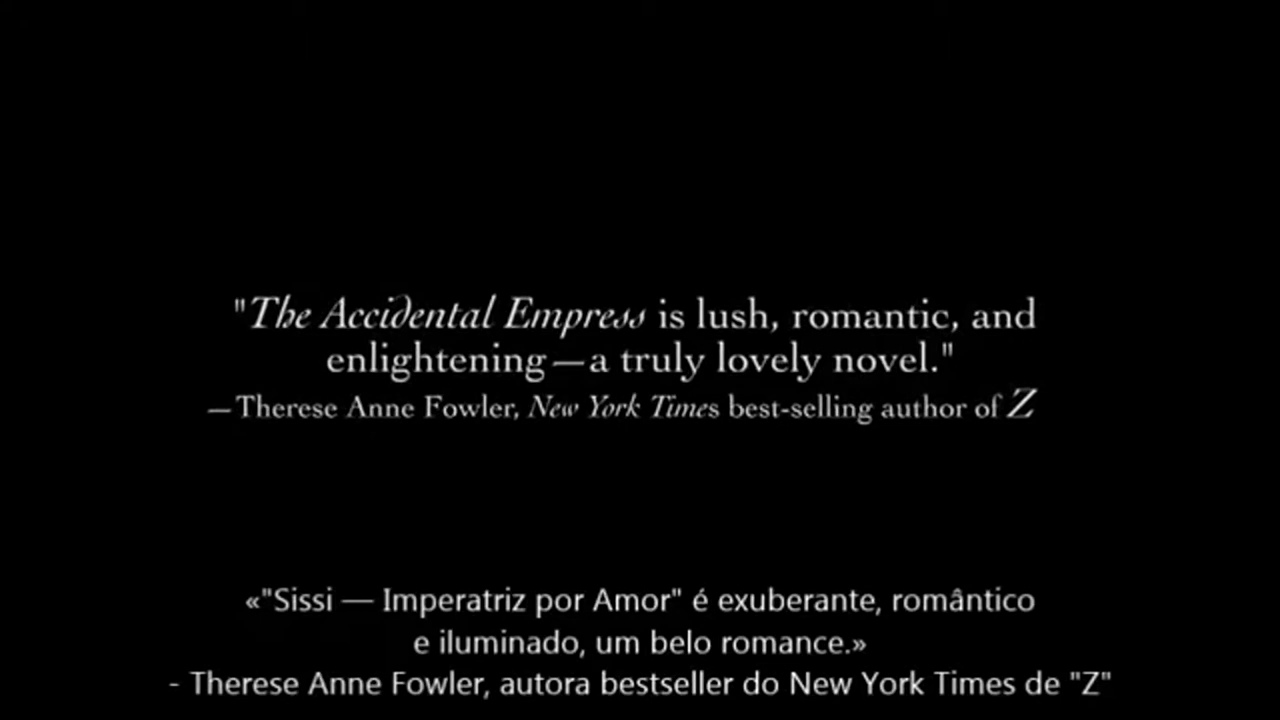 "The Accidental Empress is lush, romantic, and
enlightening—a truly lovely novel."
—Therese Anne Fowler, New York Times best-selling author of Z
«"Sissi — Imperatriz por Amor" é exuberante, romântico
e iluminado, um belo romance.»
- Therese Anne Fowler, autora bestseller do New York Times de "Z"